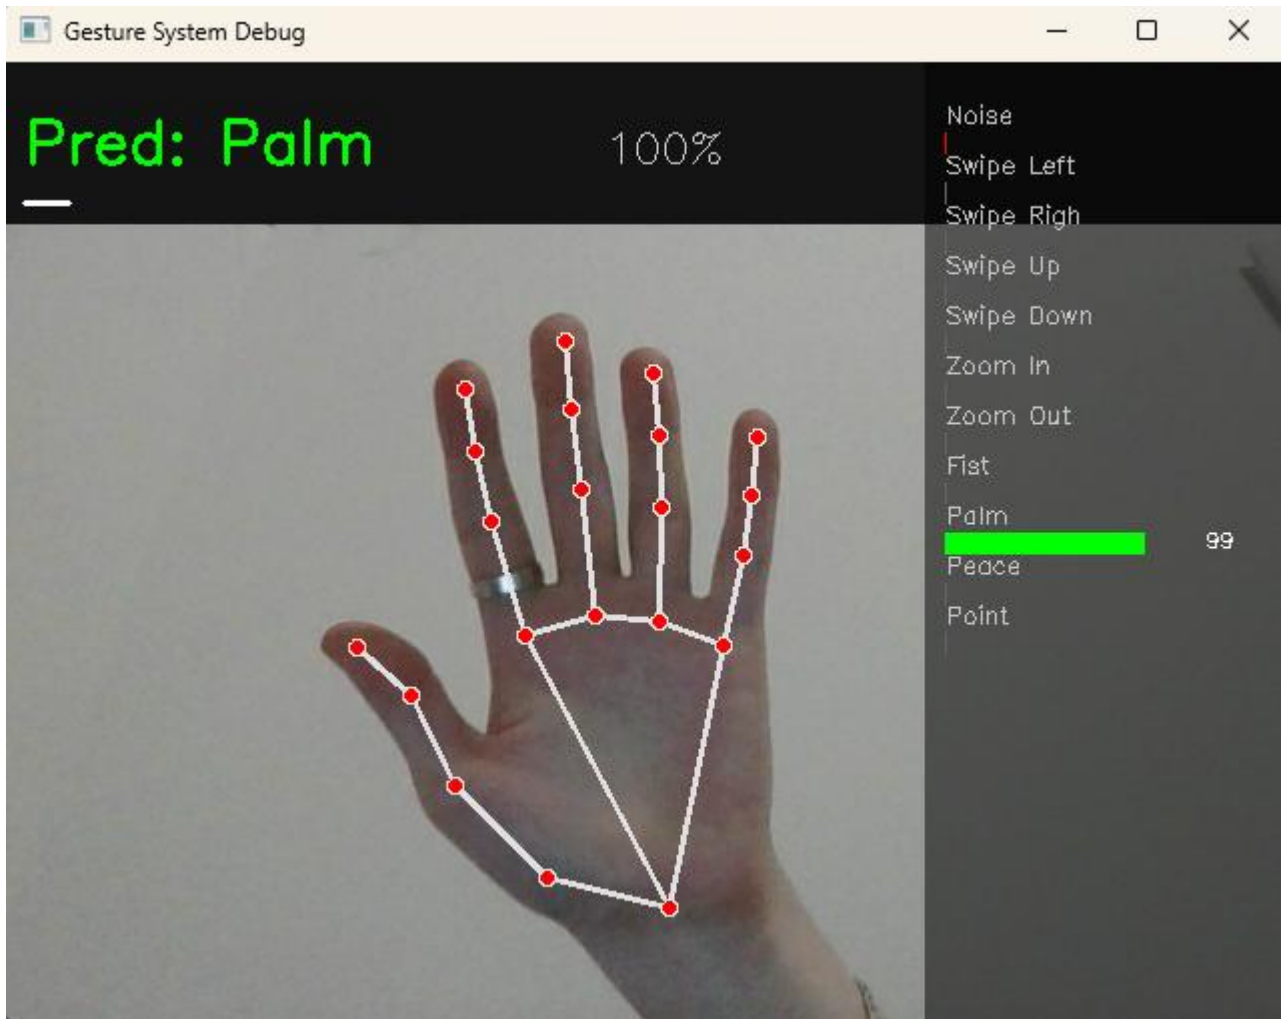 Gesture System Debug
Pred: Palm 100%
Noise
Swipe Left
Swipe Righ
Swipe Up
Swipe Down
Zoom In
Zoom Out
Fist
Palm
99
Peace
Point